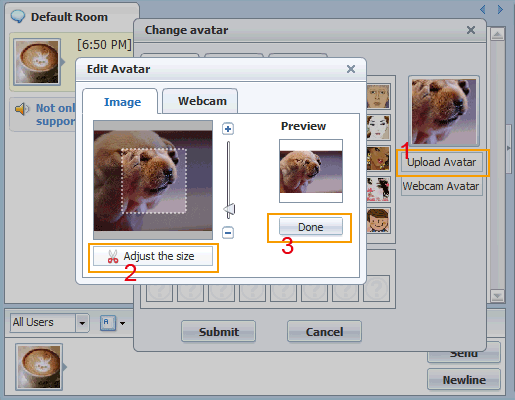 Default Room
[6:50 PM]
Change avatar
Edit Avatar
Image
Webcam
Not onl
suppor
Preview
1
Upload Avatar
Webcam Avatar
Done
3
Adjust the size
2
All Users
A
Submit
Cancel
Send
Newline